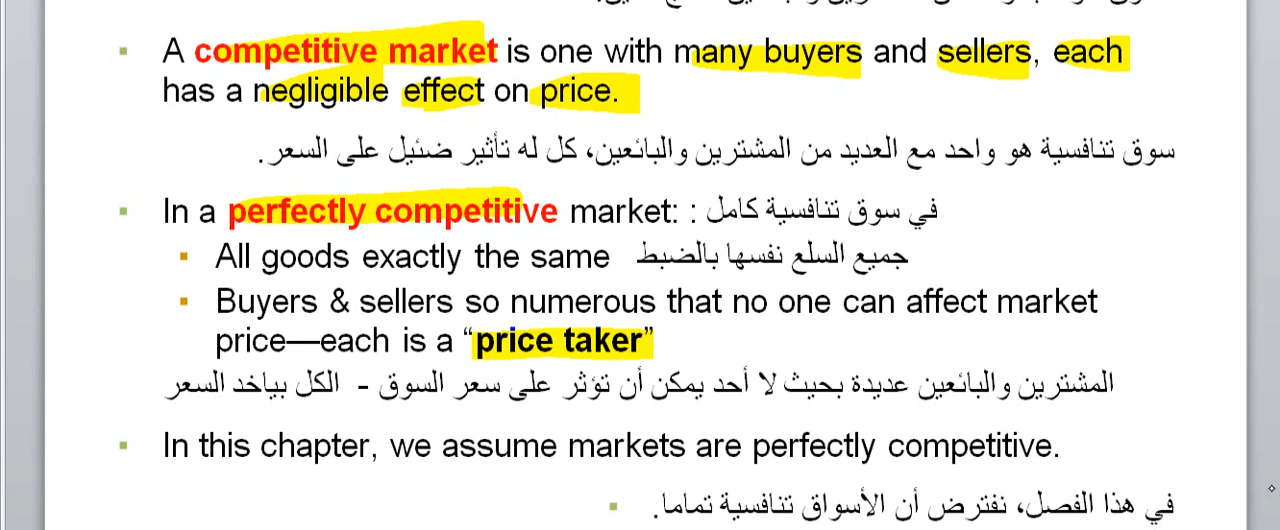 A competitive market is one with many buyers and sellers, each
has a negligible effect on price.
سوق تنافسية هو واحد مع العديد من المشترين والبائعين، كل له تأثير ضئيل على السعر.
In a perfectly competitive market: : في سوق تنافسية كامل
All goods exactly the same جميع السلع نفسها بالضبط
Buyers & sellers so numerous that no one can affect market
price—each is a “price taker”
المشترين والبائعين عديدة بحيث لا أحد يمكن أن تؤثر على سعر السوق - الكل بياخد السعر
In this chapter, we assume markets are perfectly competitive.
في هذا الفصل، نفترض أن الأسواق تنافسية تماما.